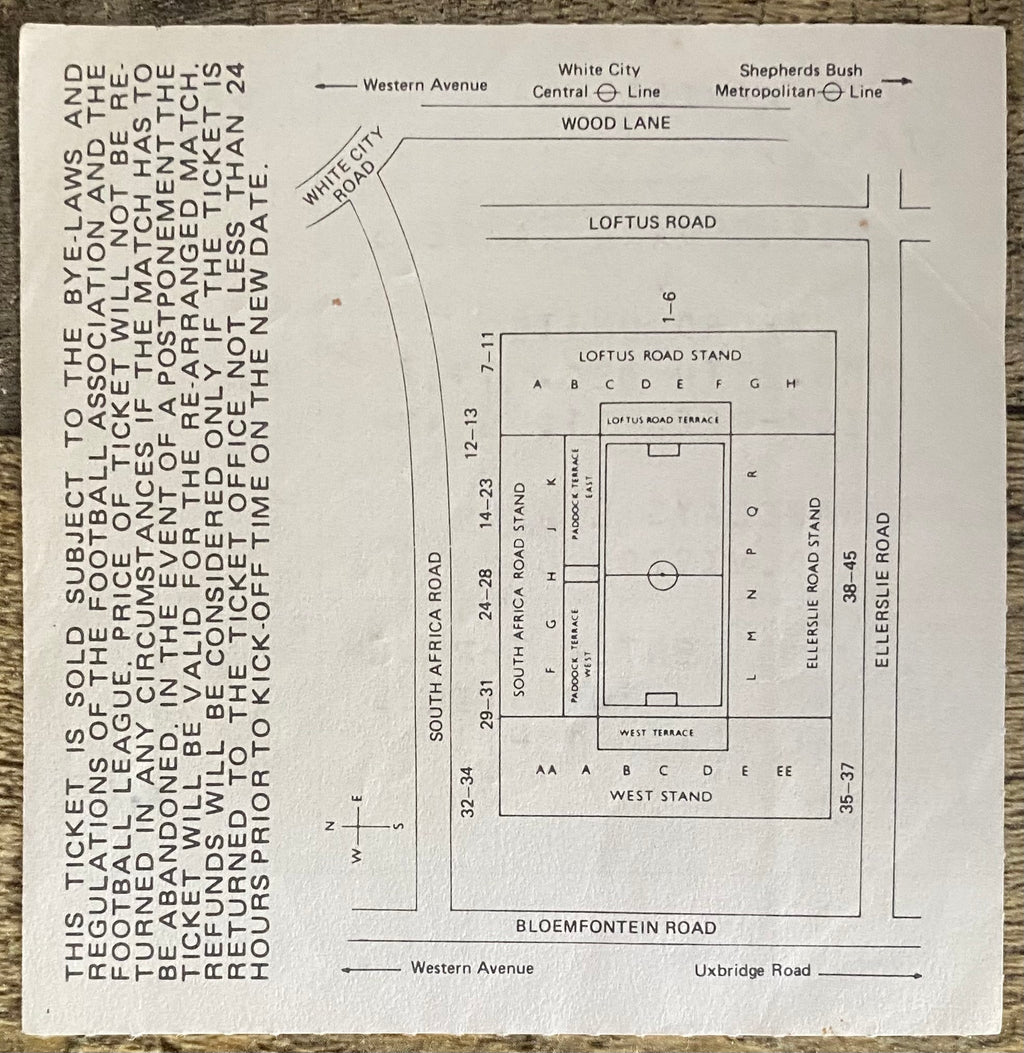 THIS TICKET IS SOLD SUBJECT TO THE BYE-LAWS AND
REGULATIONS OF THE FOOTBALL ASSOCIATION AND THE
FOOTBALL LEAGUE. PRICE OF TICKET WILL NOT BE RE-
TURNED IN ANY CIRCUMSTANCES IF THE MATCH HAS TO
BE ABANDONED. IN THE EVENT OF A POSTPONEMENT THE
TICKET WILL BE VALID FOR THE RE-ARRANGED MATCH.
REFUNDS WILL BE CONSIDERED ONLY IF THE TICKET IS
RETURNED TO THE TICKET OFFICE NOT LESS THAN 24
HOURS PRIOR TO KICK-OFF TIME ON THE NEW DATE.
Western Avenue
White City
Central Line
Shepherds Bush
Metropolitan Line
WOOD LANE
WHITE CITY
ROAD
LOFTUS ROAD
1–6
7–11
LOFTUS ROAD STAND
A B C D E F G H
LOFTUS ROAD TERRACE
12–13
14–23
24–28
29–31
32–34
SOUTH AFRICA ROAD
SOUTH AFRICA ROAD STAND
F G H J K
PADDOCK TERRACE
EAST
PADDOCK TERRACE
WEST
L M N P Q R
ELLERSLIE ROAD STAND
38–45
35–37
ELLERSLIE ROAD
WEST TERRACE
AA A B C D E EE
WEST STAND
N
E
S
W
BLOEMFONTEIN ROAD
Western Avenue
Uxbridge Road